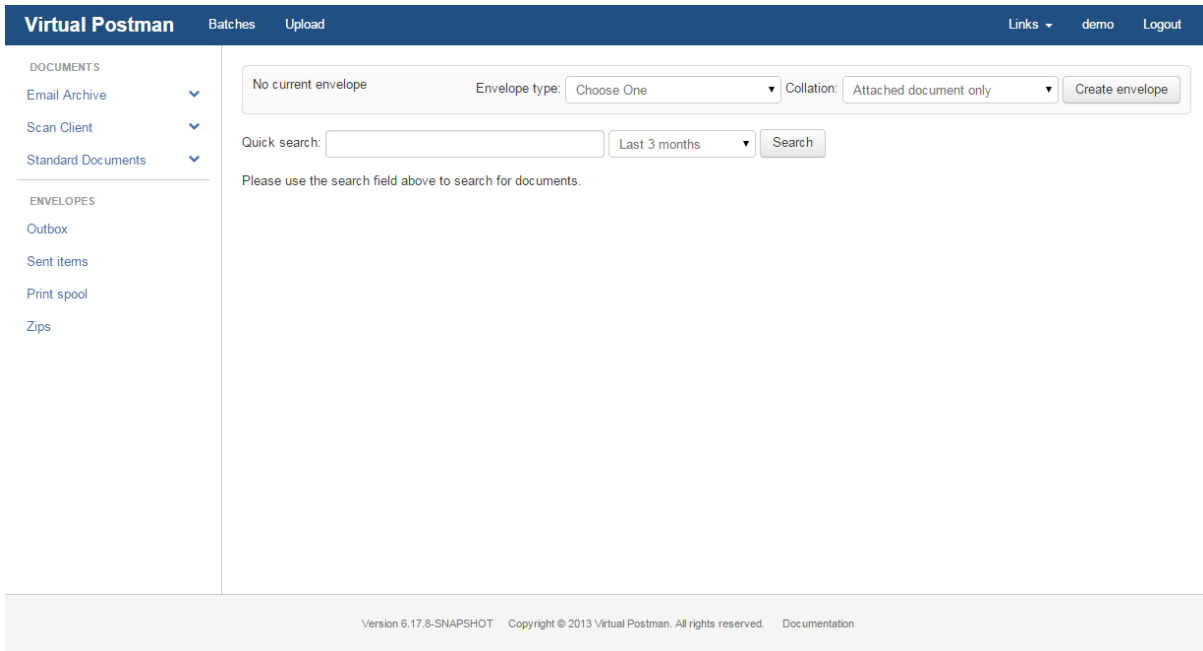 Virtual Postman Batches Upload Links demo Logout
DOCUMENTS
Email Archive
Scan Client
Standard Documents
ENVELOPES
Outbox
Sent items
Print spool
Zips
No current envelope Envelope type: Choose One Collation: Attached document only Create envelope
Quick search: Last 3 months Search
Please use the search field above to search for documents.
Version 6.17.8-SNAPSHOT Copyright © 2013 Virtual Postman. All rights reserved. Documentation